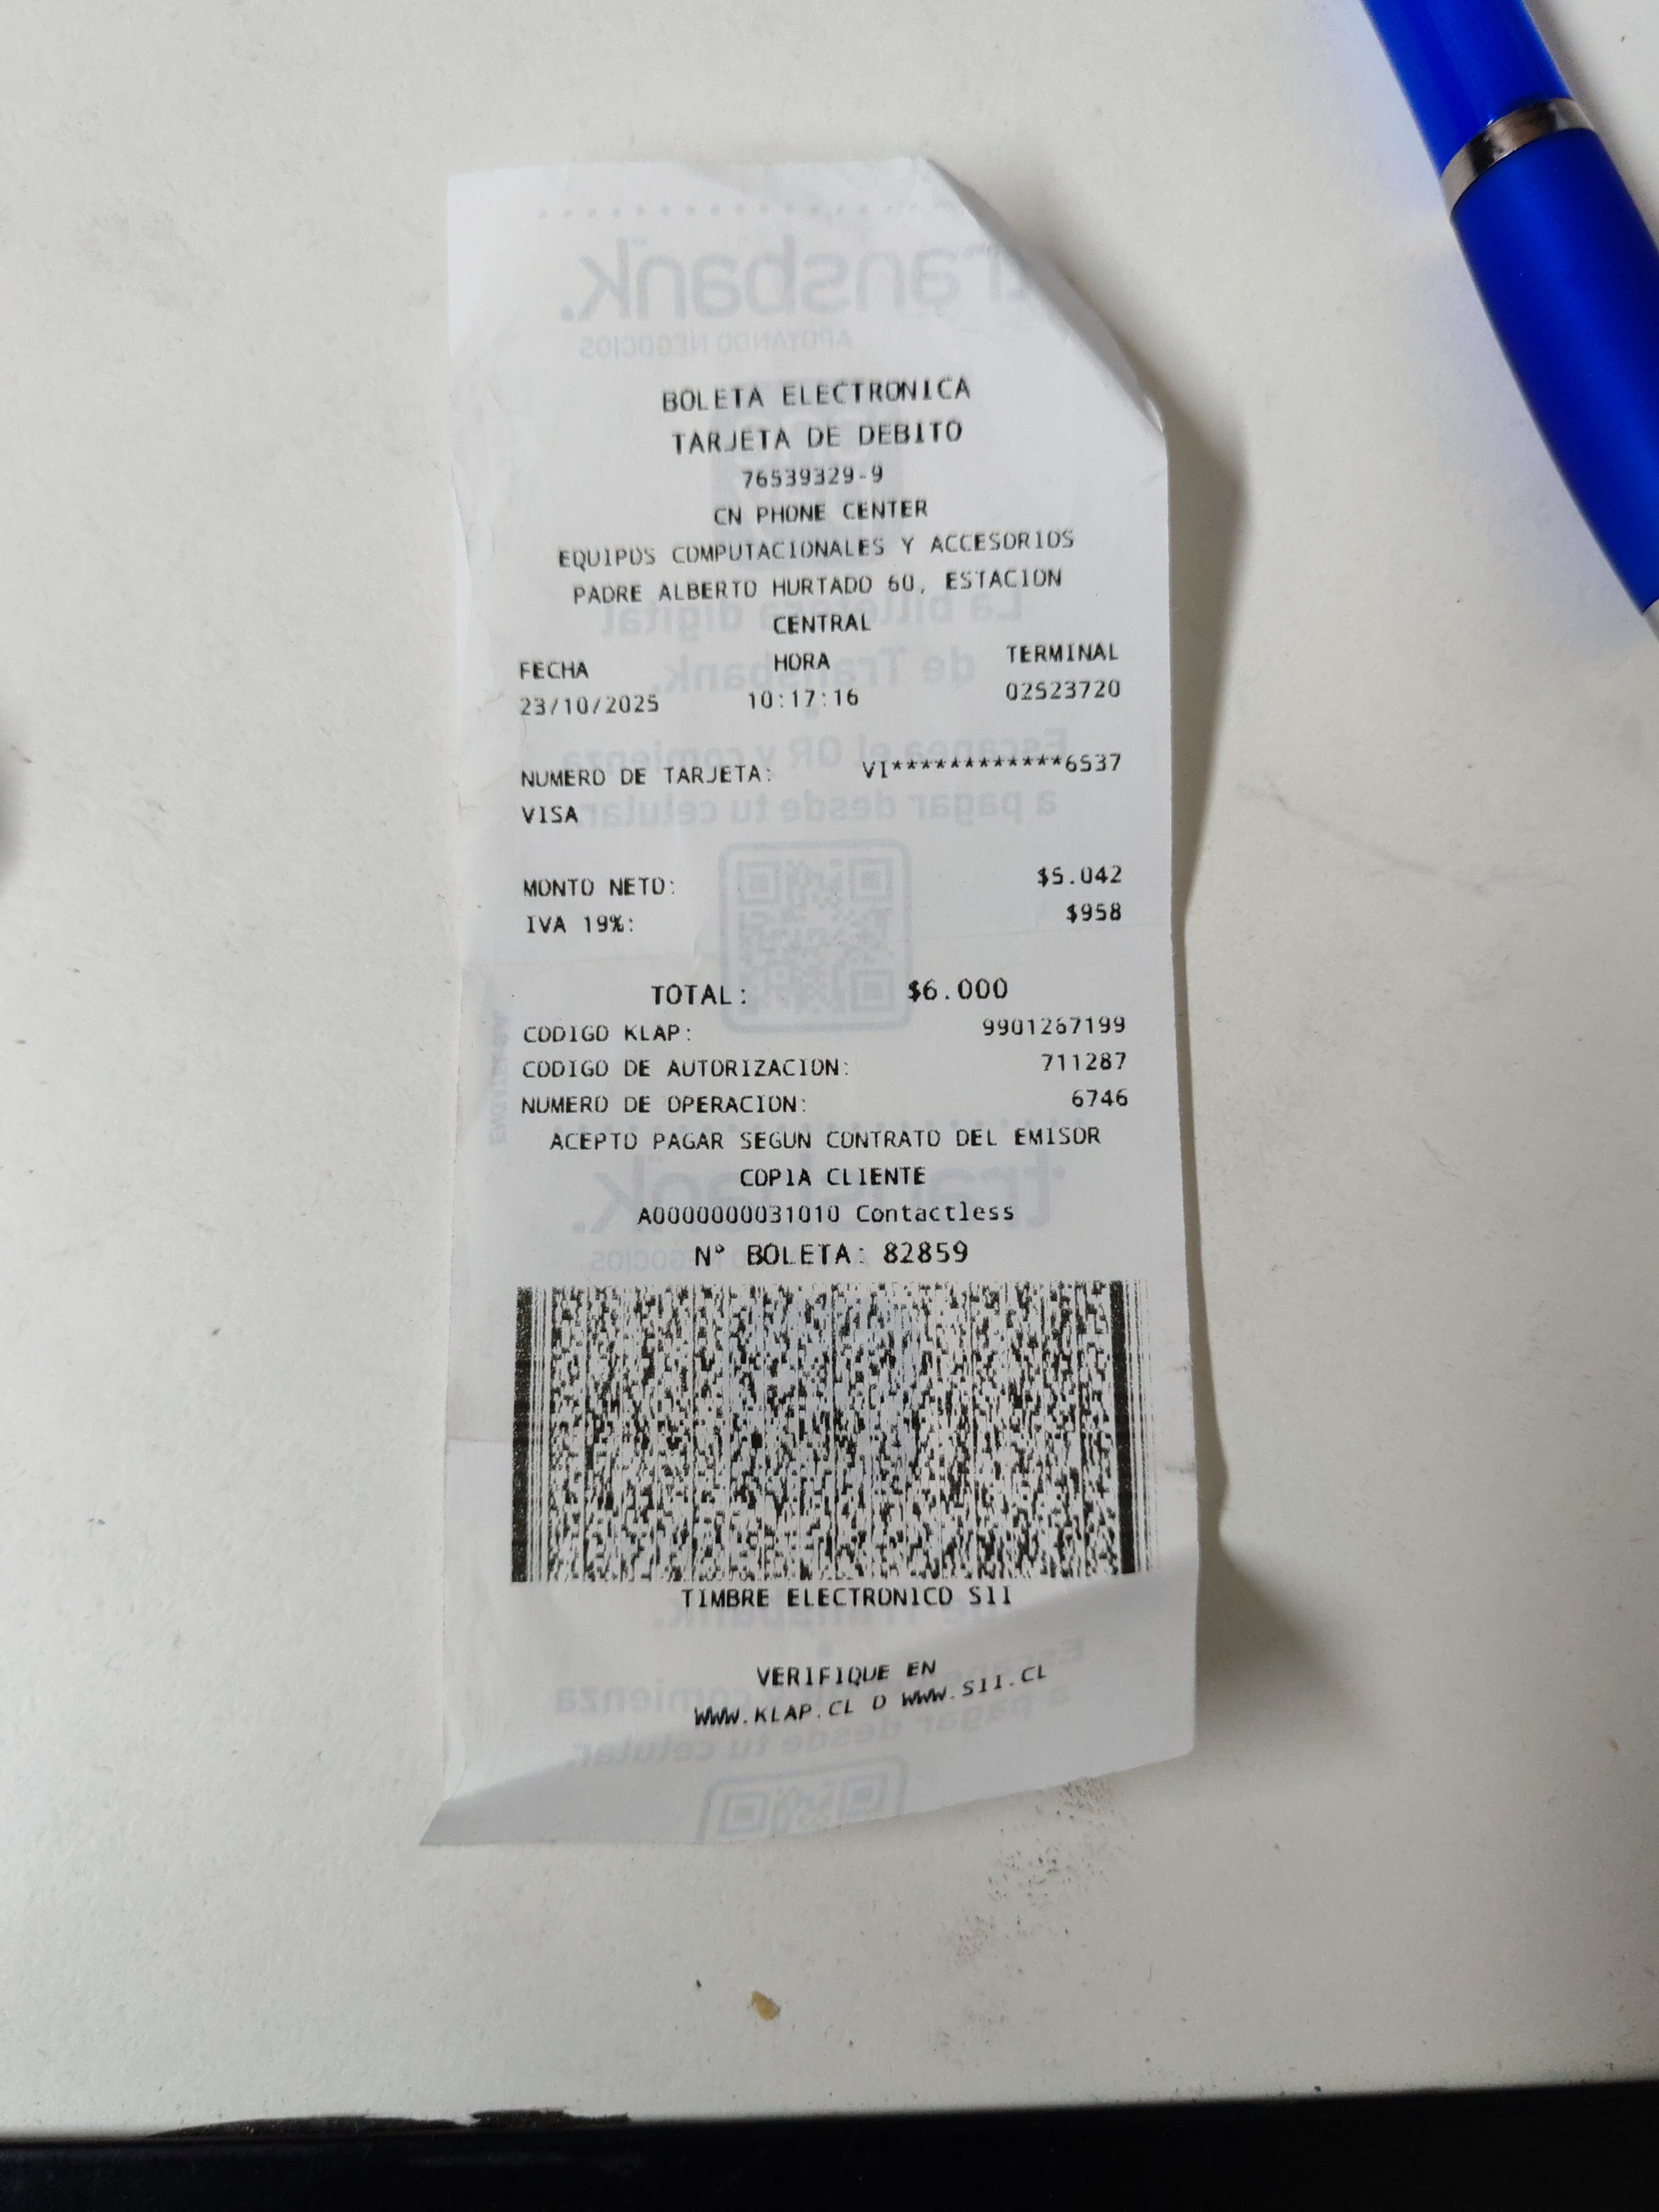 BOLETA ELECTRONICA
TARJETA DE DEBITO
76539329-9
CN PHONE CENTER
EQUIPOS COMPUTACIONALES Y ACCESORIOS
PADRE ALBERTO HURTADO 60, ESTACION
CENTRAL
FECHA HORA TERMINAL
23/10/2025 10:17:16 02523720
NUMERO DE TARJETA: VI************6537
VISA
MONTO NETO: $5.042
IVA 19%: $958
TOTAL: $6.000
CODIGO KLAP: 9901267199
CODIGO DE AUTORIZACION: 711287
NUMERO DE OPERACION: 6746
ACEPTO PAGAR SEGUN CONTRATO DEL EMISOR
COPIA CLIENTE
A0000000031010 Contactless
N° BOLETA: 82859
TIMBRE ELECTRONICO SII
VERIFIQUE EN
WWW.KLAP.CL O WWW.SII.CL